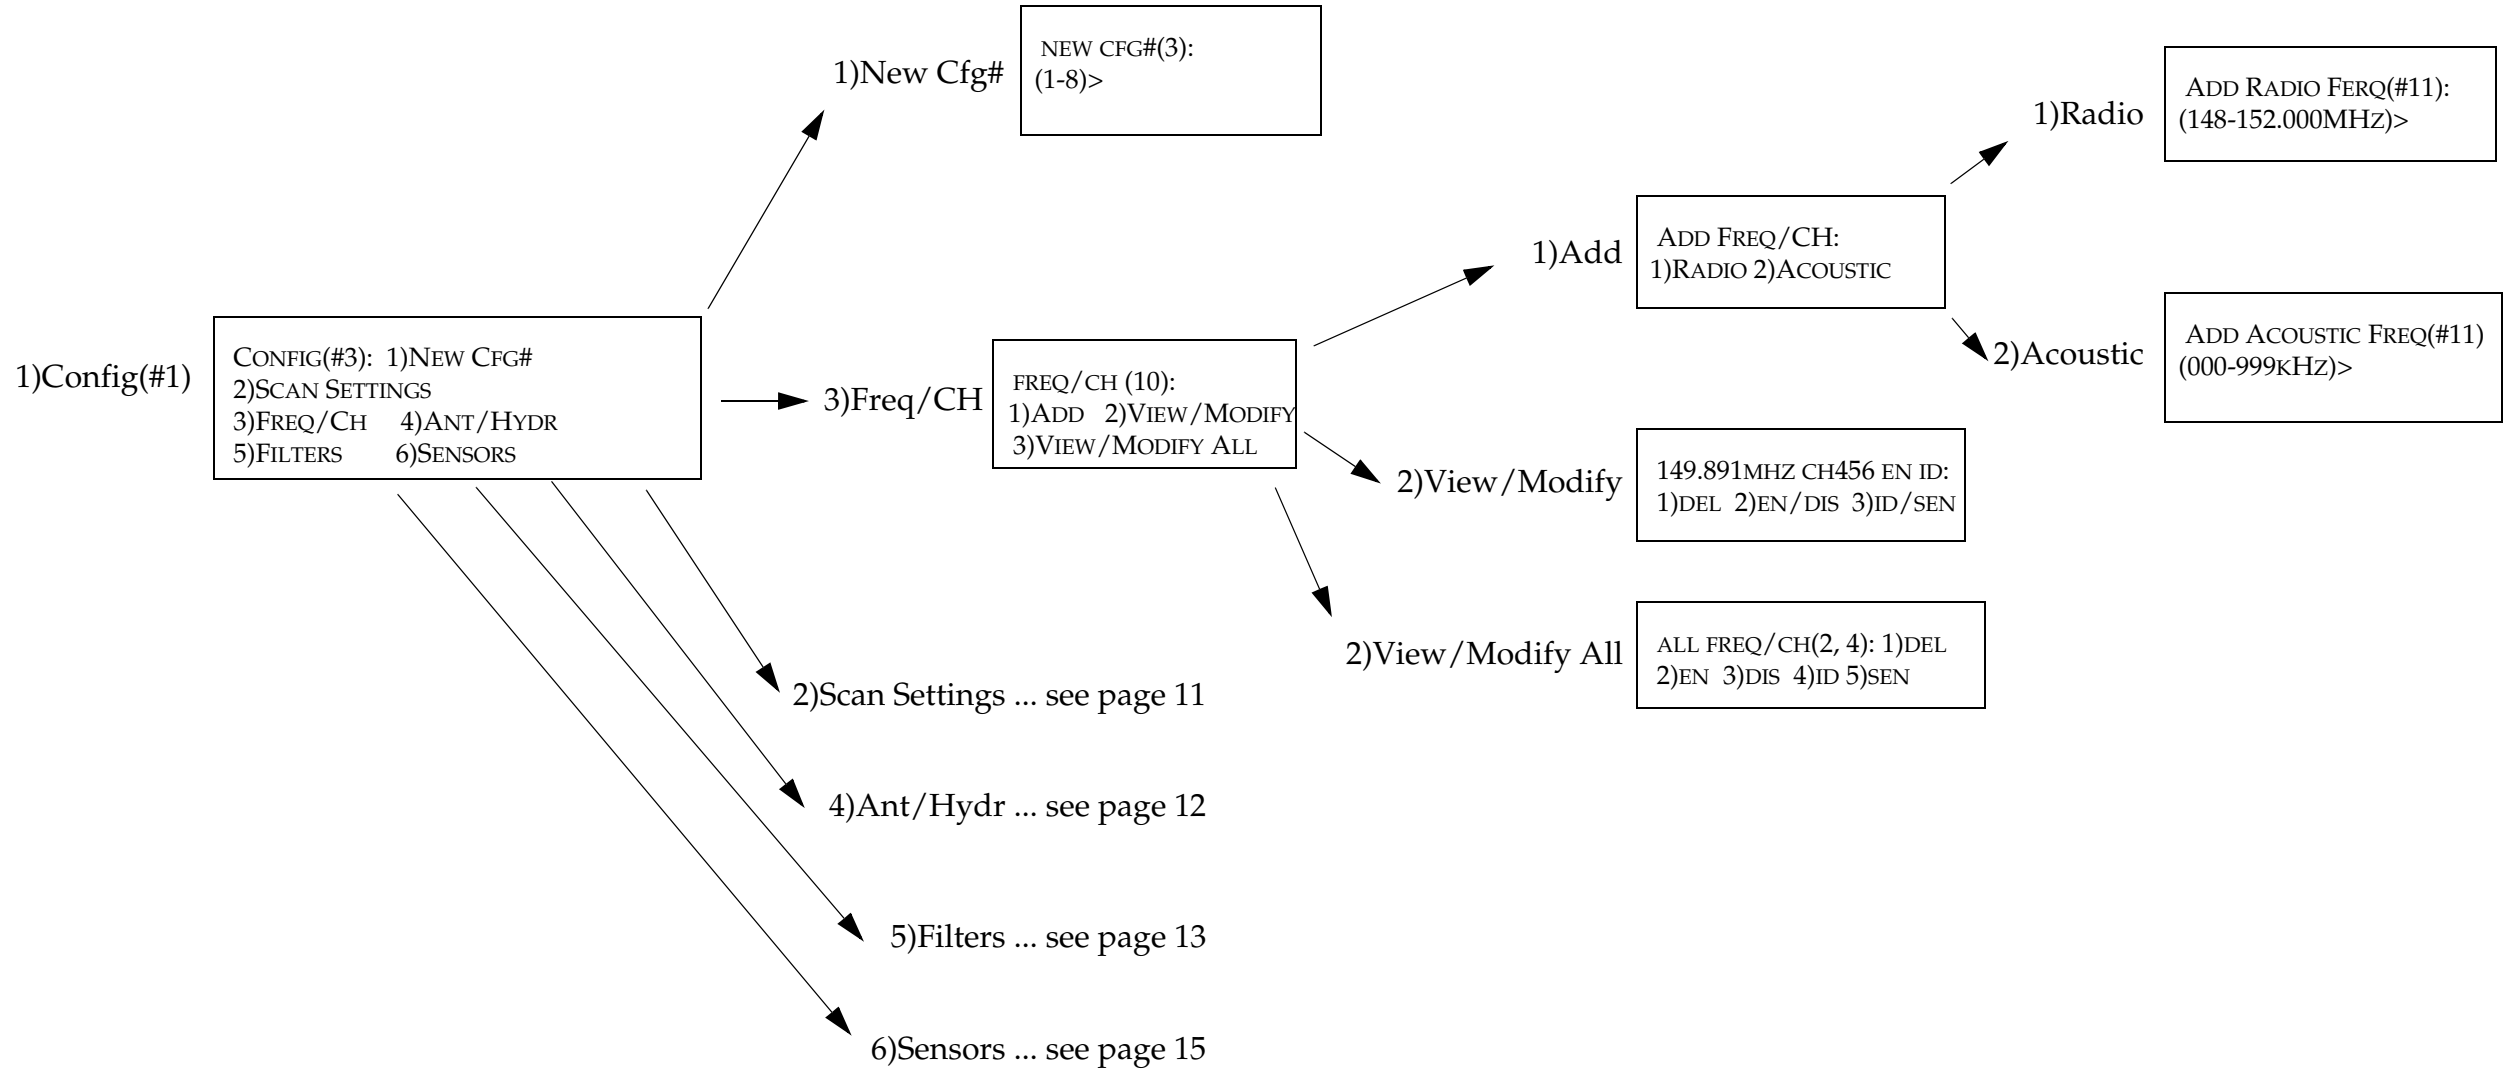 1)New Cfg#
NEW CFG#(3):
(1-8)>
1)Radio
ADD RADIO FERQ(#11):
(148-152.000MHZ)>
1)Add
ADD FREQ/CH:
1)RADIO 2)ACOUSTIC
2)Acoustic
ADD ACOUSTIC FREQ(#11)
(000-999KHZ)>
1)Config(#1)
CONFIG(#3): 1)NEW CFG#
2)SCAN SETTINGS
3)FREQ/CH 4)ANT/HYDR
5)FILTERS 6)SENSORS
3)Freq/CH
FREQ/CH (10):
1)ADD 2)VIEW/MODIFY
3)VIEW/MODIFY ALL
2)View/Modify
149.891MHZ CH456 EN ID:
1)DEL 2)EN/DIS 3)ID/SEN
2)View/Modify All
ALL FREQ/CH(2, 4): 1)DEL
2)EN 3)DIS 4)ID 5)SEN
2)Scan Settings ... see page 11
4)Ant/Hydr ... see page 12
5)Filters ... see page 13
6)Sensors ... see page 15